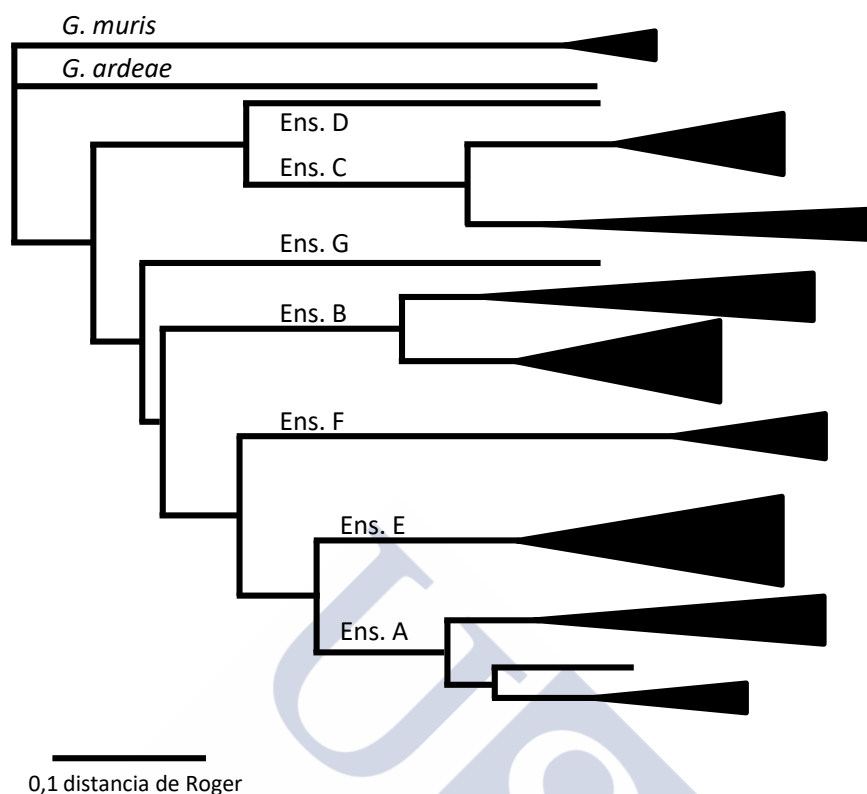 G. muris
G. ardeae
Ens. D
Ens. C
Ens. G
Ens. B
Ens. F
Ens. E
Ens. A
0,1 distancia de Roger